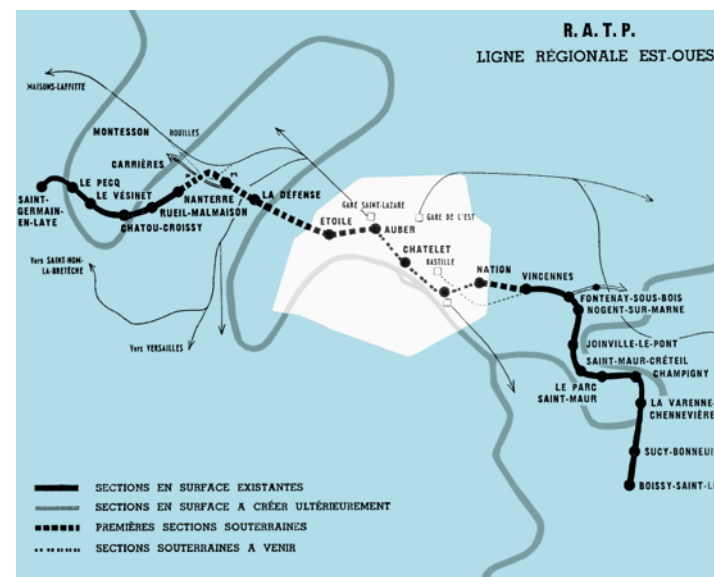 R. A. T. P.
LIGNE RÉGIONALE EST-OUES
MAISONS-LAFFITTE
MONTESSON
HOUILLES
CARRIÈRES
LE PECQ
LE VÉSINET
SAINT-
GERMAIN-
EN-LAYE
NANTERRE
RUEIL-MALMAISON
CHATOU-CROISSY
LA DÉFENSE
GARE SAINT-LAZARE
GARE DE L'EST
ÉTOILE
AUBER
CHATELET
BASTILLE
NATION
VINCENNES
Vers SAINT-NOM-
LA-BRETÈCHE
Vers VERSAILLES
FONTENAY-SOUS-BOIS
NOGENT-SUR-MARNE
JOINVILLE-LE-PONT
SAINT-MAUR-CRÉTEIL
CHAMPIGNY
LE PARC
SAINT-MAUR
LA VARENNE-
CHENNEVIÈRE
SUCY-BONNEUI
BOISSY-SAINT-L
SECTIONS EN SURFACE EXISTANTES
SECTIONS EN SURFACE A CRÉER ULTÉRIEUREMENT
PREMIÈRES SECTIONS SOUTERRAINES
SECTIONS SOUTERRAINES A VENIR